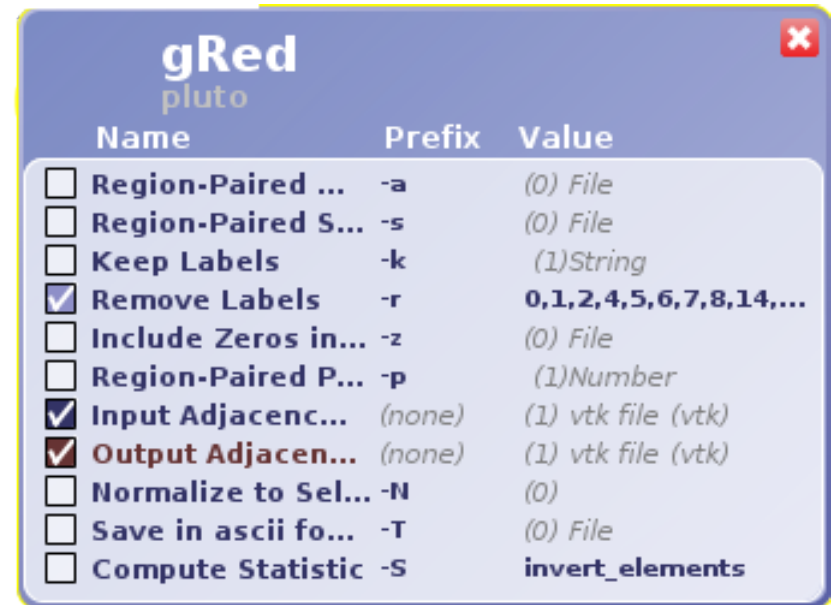 gRed
pluto
Name Prefix Value
Region-Paired ... -a (0) File
Region-Paired S... -s (0) File
Keep Labels -k (1)String
Remove Labels -r 0,1,2,4,5,6,7,8,14,...
Include Zeros in... -z (0) File
Region-Paired P... -p (1)Number
Input Adjacenc... (none) (1) vtk file (vtk)
Output Adjacen... (none) (1) vtk file (vtk)
Normalize to Sel... -N (0)
Save in ascii fo... -T (0) File
Compute Statistic -S invert_elements